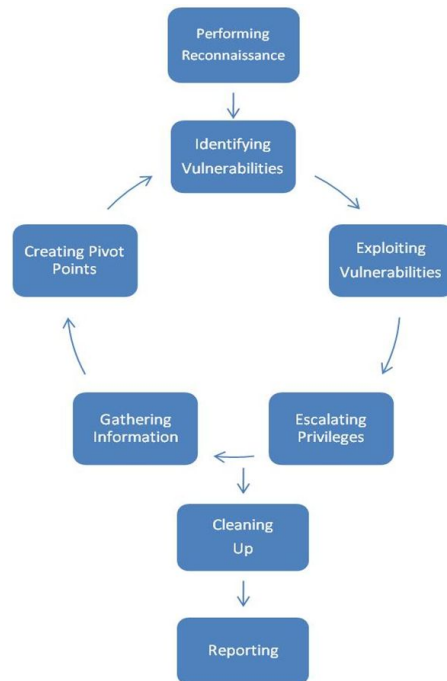 Performing
Reconnaissance
Identifying
Vulnerabilities
Exploiting
Vulnerabilities
Escalating
Privileges
Gathering
Information
Creating Pivot
Points
Cleaning
Up
Reporting